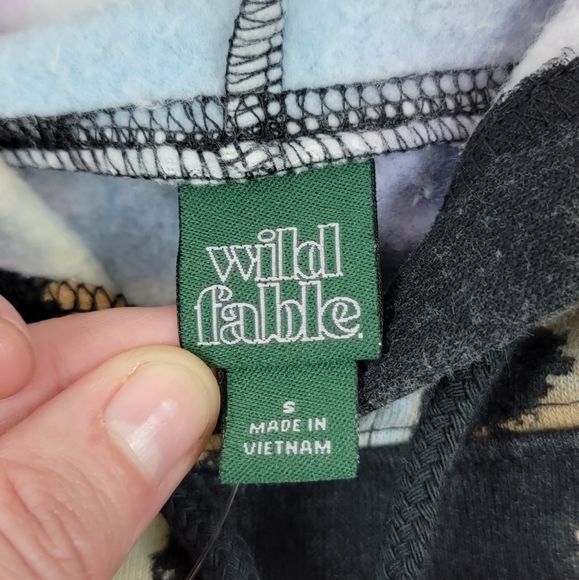 wild
fable.
S
MADE IN
VIETNAM